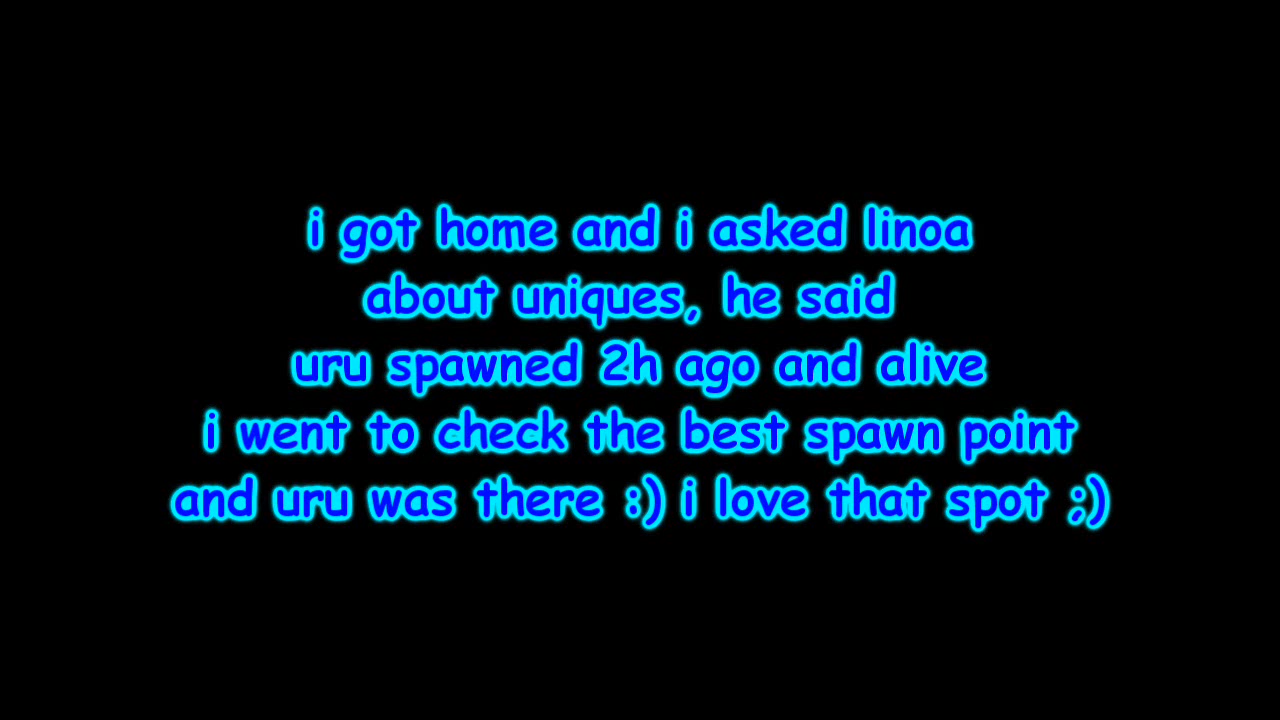 i got home and i asked linoa
about uniques, he said
uru spawned 2h ago and alive
i went to check the best spawn point
and uru was there :) i love that spot ;)